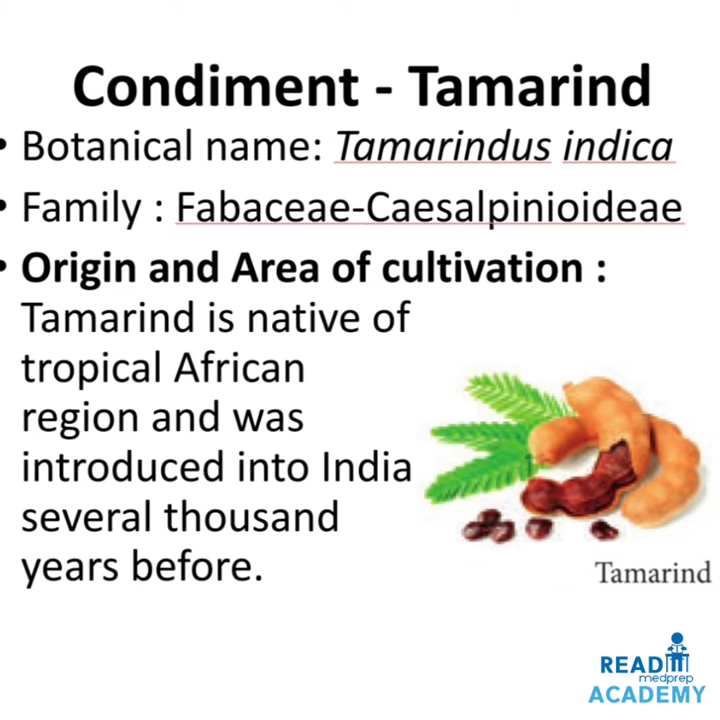 Condiment - Tamarind
• Botanical name: Tamarindus indica
• Family : Fabaceae-Caesalpinioideae
• Origin and Area of cultivation :
Tamarind is native of
tropical African
region and was
introduced into India
several thousand
years before.
Tamarind
READ
medprep
ACADEMY